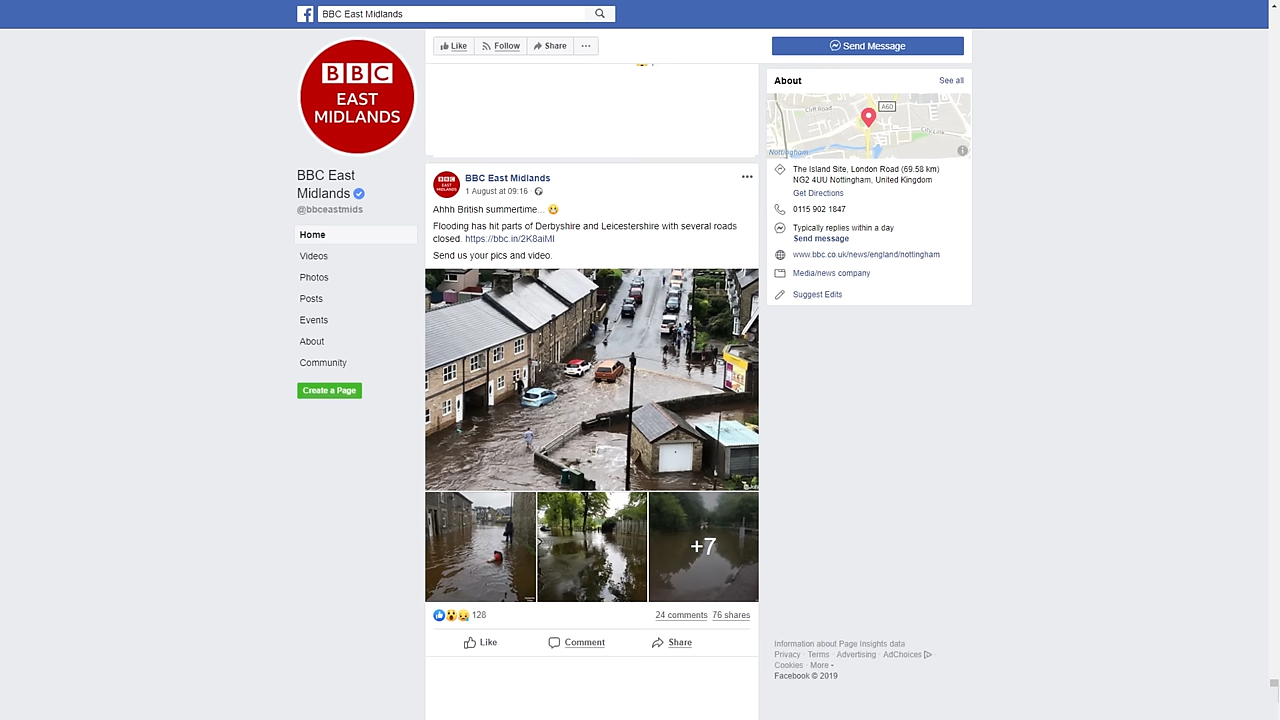 BBC East Midlands
Like
Follow
Share
Send Message
BBC
EAST
MIDLANDS
BBC East
Midlands
@bbceastmids
Home
Videos
Photos
Posts
Events
About
Community
Create a Page
BBC East Midlands
1 August at 09:16
Ahhh British summertime...
Flooding has hit parts of Derbyshire and Leicestershire with several roads
closed. https://bbc.in/2K8aiMI
Send us your pics and video.
+7
128
24 comments 76 shares
Like
Comment
Share
About
See all
Cliff Road
A60
City Link
Nottingham
The Island Site, London Road (69.58 km)
NG2 4UU Nottingham, United Kingdom
Get Directions
0115 902 1847
Typically replies within a day
Send message
www.bbc.co.uk/news/england/nottingham
Media/news company
Suggest Edits
Information about Page Insights data
Privacy · Terms · Advertising · AdChoices
Cookies · More
Facebook © 2019